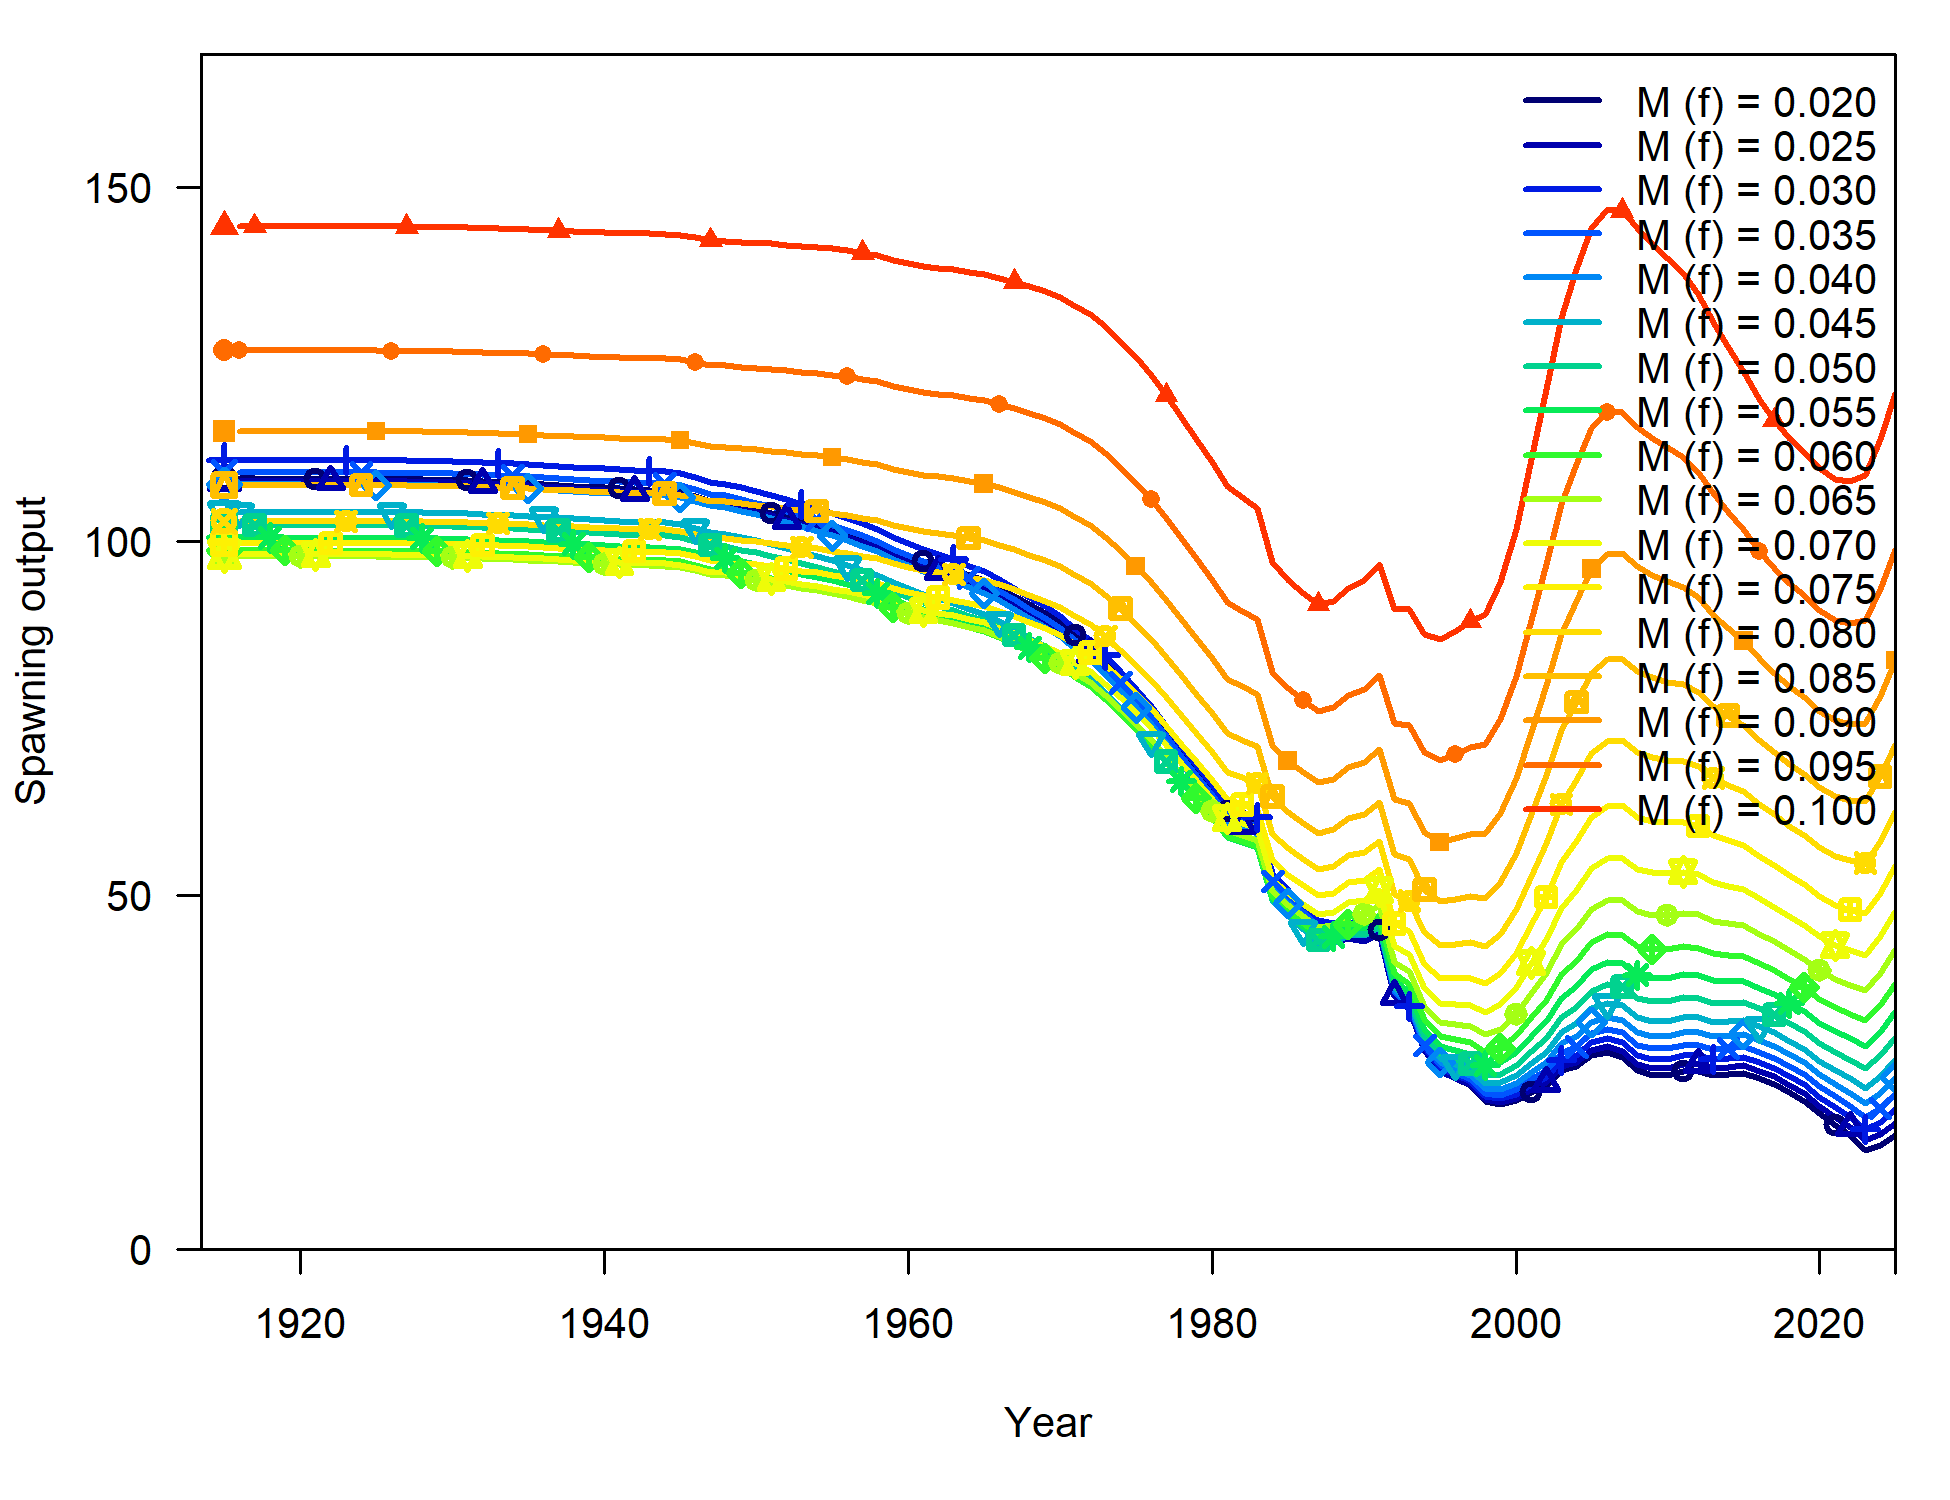 M (f) = 0.020
M (f) = 0.025
M (f) = 0.030
M (f) = 0.035
M (f) = 0.040
M (f) = 0.045
M (f) = 0.050
M (f) = 0.055
M (f) = 0.060
M (f) = 0.065
M (f) = 0.070
M (f) = 0.075
M (f) = 0.080
M (f) = 0.085
M (f) = 0.090
M (f) = 0.095
M (f) = 0.100
150
100
50
0
Spawning output
1920 1940 1960 1980 2000 2020
Year